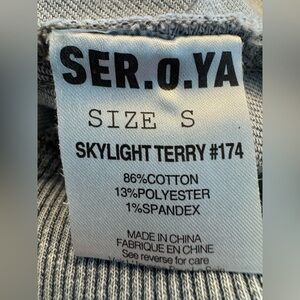 SER.O.YA
SIZE S
SKYLIGHT TERRY #174
86%COTTON
13%POLYESTER
1%SPANDEX
MADE IN CHINA
FABRIQUE EN CHINE
See reverse for care